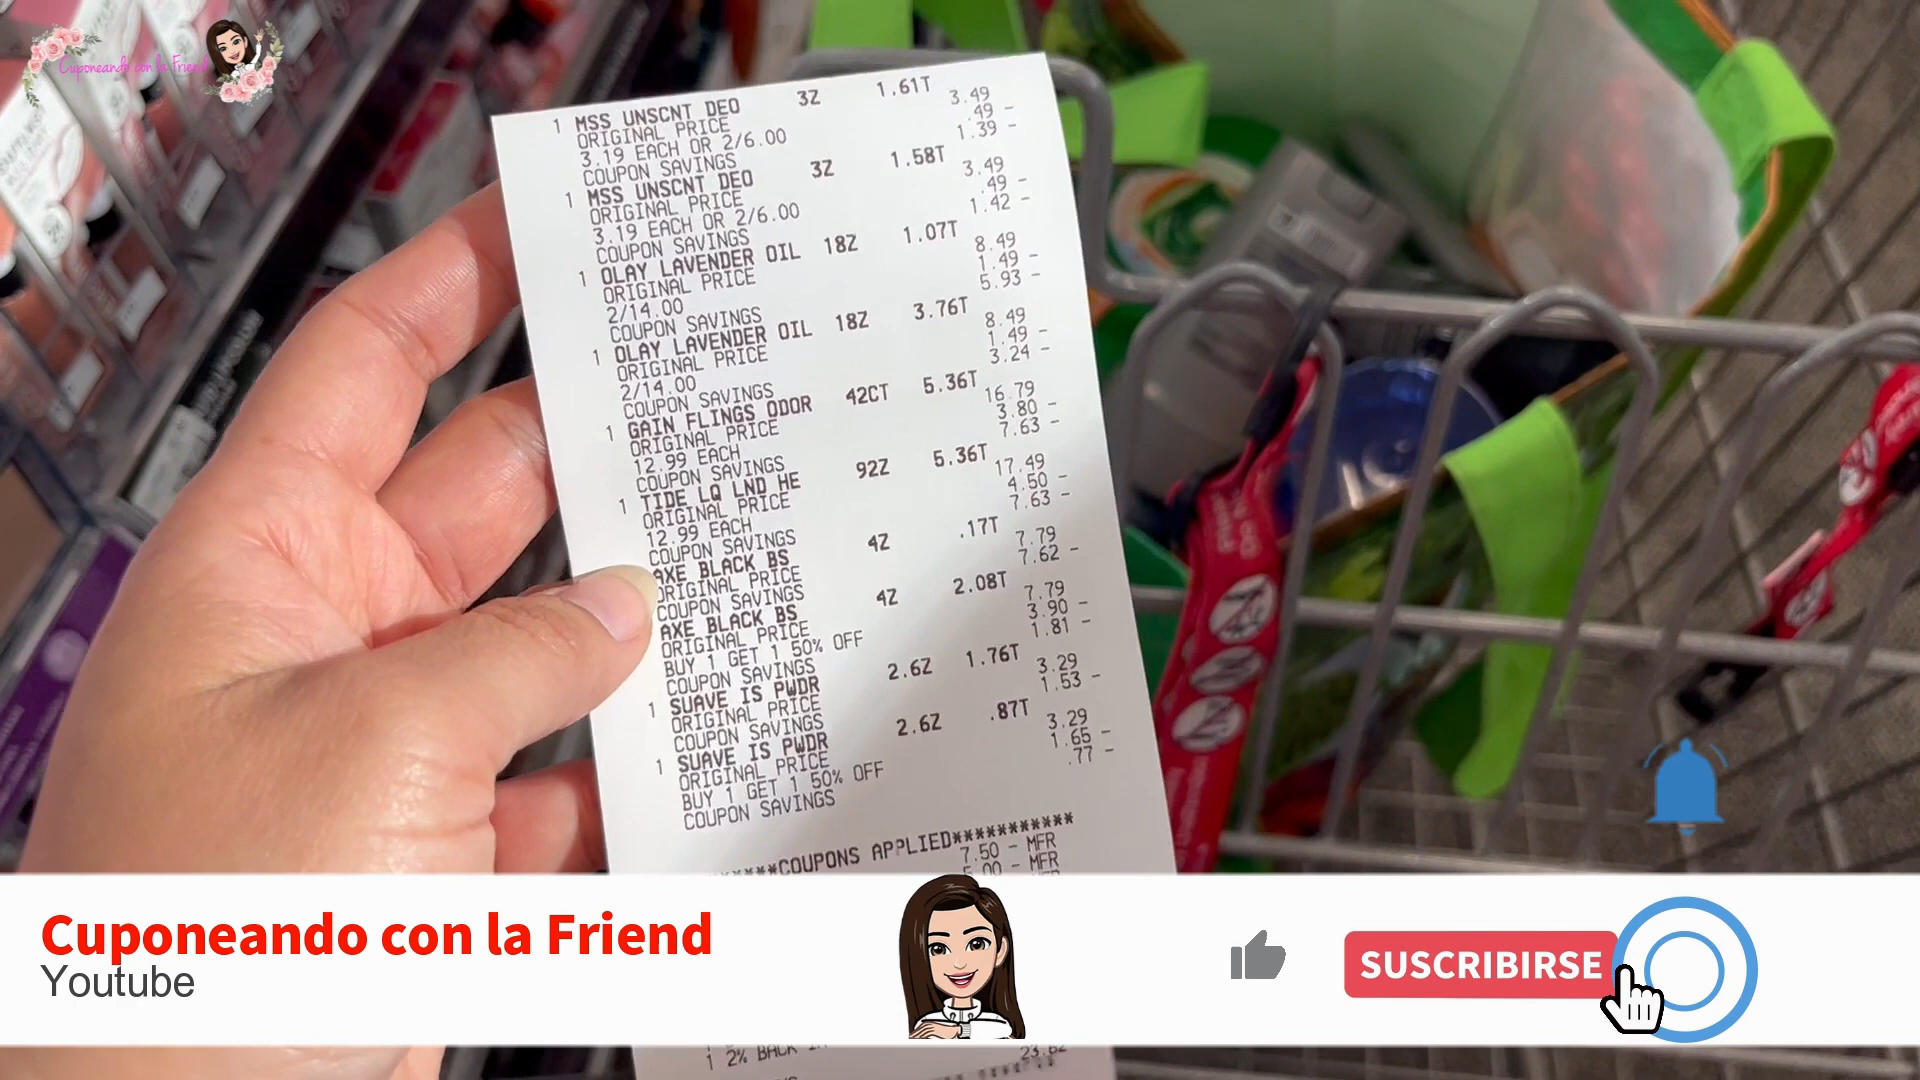 Cuponeando con la Friend
1 MSS UNSCNT DEO 3Z 1.61T
ORIGINAL PRICE 3.49
3.19 EACH OR 2/6.00 .49 -
COUPON SAVINGS 1.39 -
1 MSS UNSCNT DEO 3Z 1.58T
ORIGINAL PRICE 3.49
3.19 EACH OR 2/6.00 .49 -
COUPON SAVINGS 1.42 -
1 OLAY LAVENDER OIL 18Z 1.07T
ORIGINAL PRICE 8.49
2/14.00 1.49 -
COUPON SAVINGS 5.93 -
1 OLAY LAVENDER OIL 18Z 3.76T
ORIGINAL PRICE 8.49
2/14.00 1.49 -
COUPON SAVINGS 3.24 -
1 GAIN FLINGS ODOR 42CT 5.36T
ORIGINAL PRICE 16.79
12.99 EACH 3.80 -
COUPON SAVINGS 7.63 -
1 TIDE LQ LND HE 92Z 5.36T
ORIGINAL PRICE 17.49
12.99 EACH 4.50 -
COUPON SAVINGS 7.63 -
AXE BLACK BS 4Z .17T
ORIGINAL PRICE 7.79
COUPON SAVINGS 7.62 -
AXE BLACK BS 4Z 2.08T
ORIGINAL PRICE 7.79
BUY 1 GET 1 50% OFF 3.90 -
COUPON SAVINGS 1.81 -
1 SUAVE IS PWDR 2.6Z 1.76T
ORIGINAL PRICE 3.29
COUPON SAVINGS 1.53 -
1 SUAVE IS PWDR 2.6Z .87T
ORIGINAL PRICE 3.29
BUY 1 GET 1 50% OFF 1.65 -
COUPON SAVINGS .77 -
*****COUPONS APPLIED***********
7.50 - MFR
5.00 - MFR
Cuponeando con la Friend
Youtube
SUSCRIBIRSE
1 2% BACK
23.62